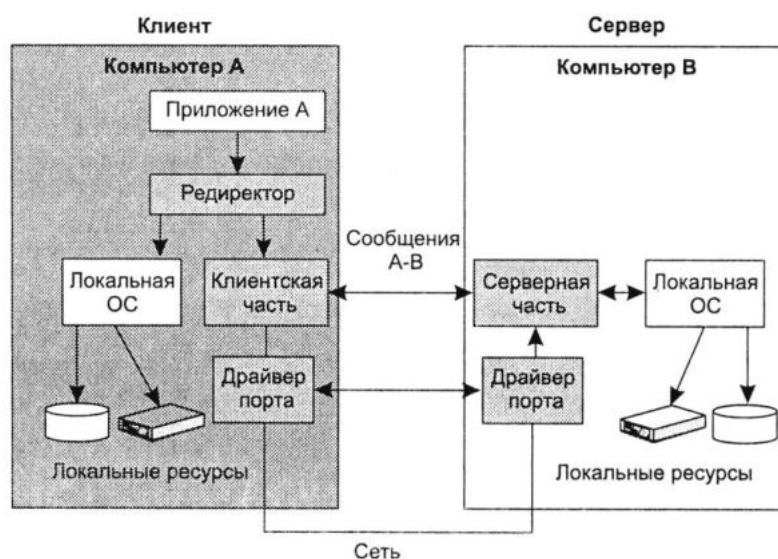 Клиент
Компьютер А
Приложение А
Редиректор
Локальная
ОС
Клиентская
часть
Драйвер
порта
Локальные ресурсы
Сообщения
А-В
Сеть
Сервер
Компьютер В
Серверная
часть
Локальная
ОС
Драйвер
порта
Локальные ресурсы